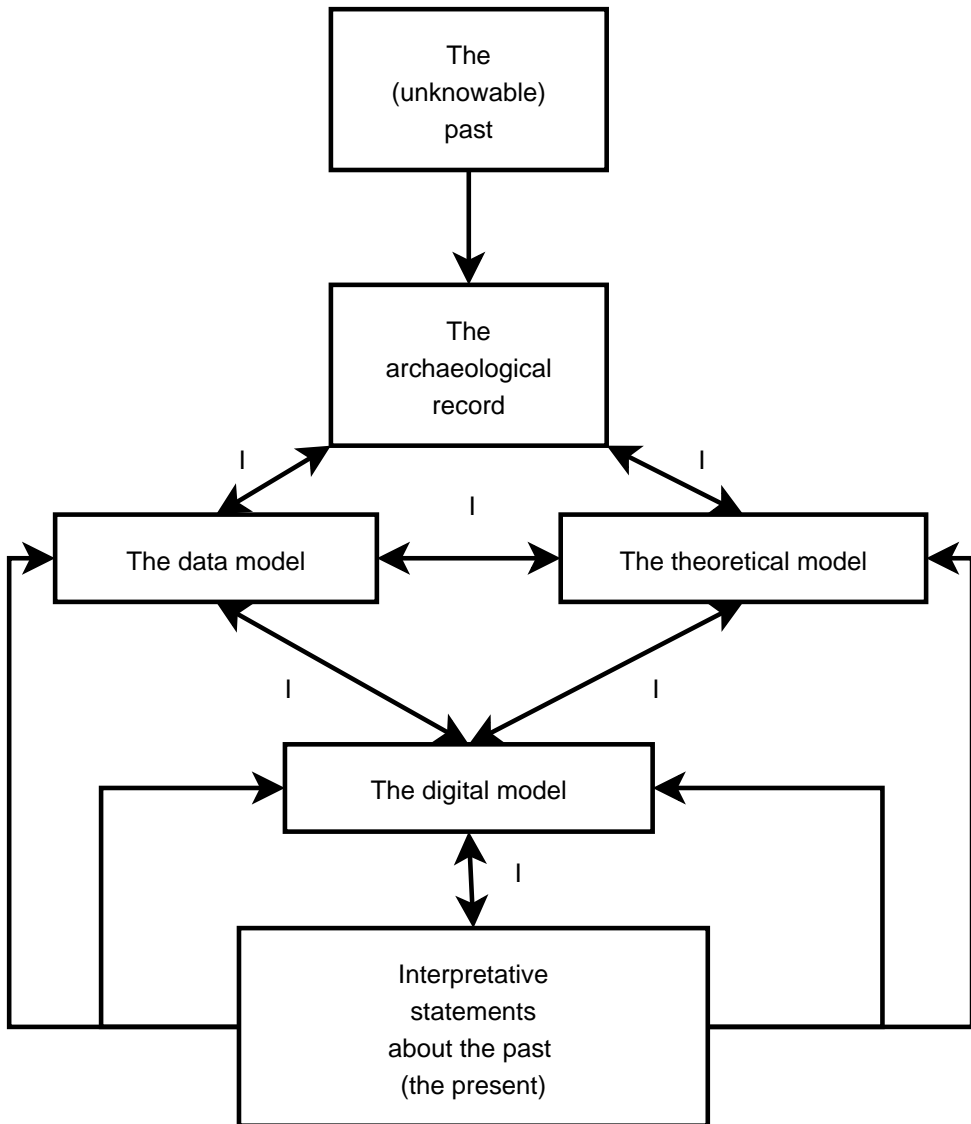 The
(unknowable)
past
The
archaeological
record
I
I
I
The data model
The theoretical model
I
I
The digital model
I
Interpretative
statements
about the past
(the present)